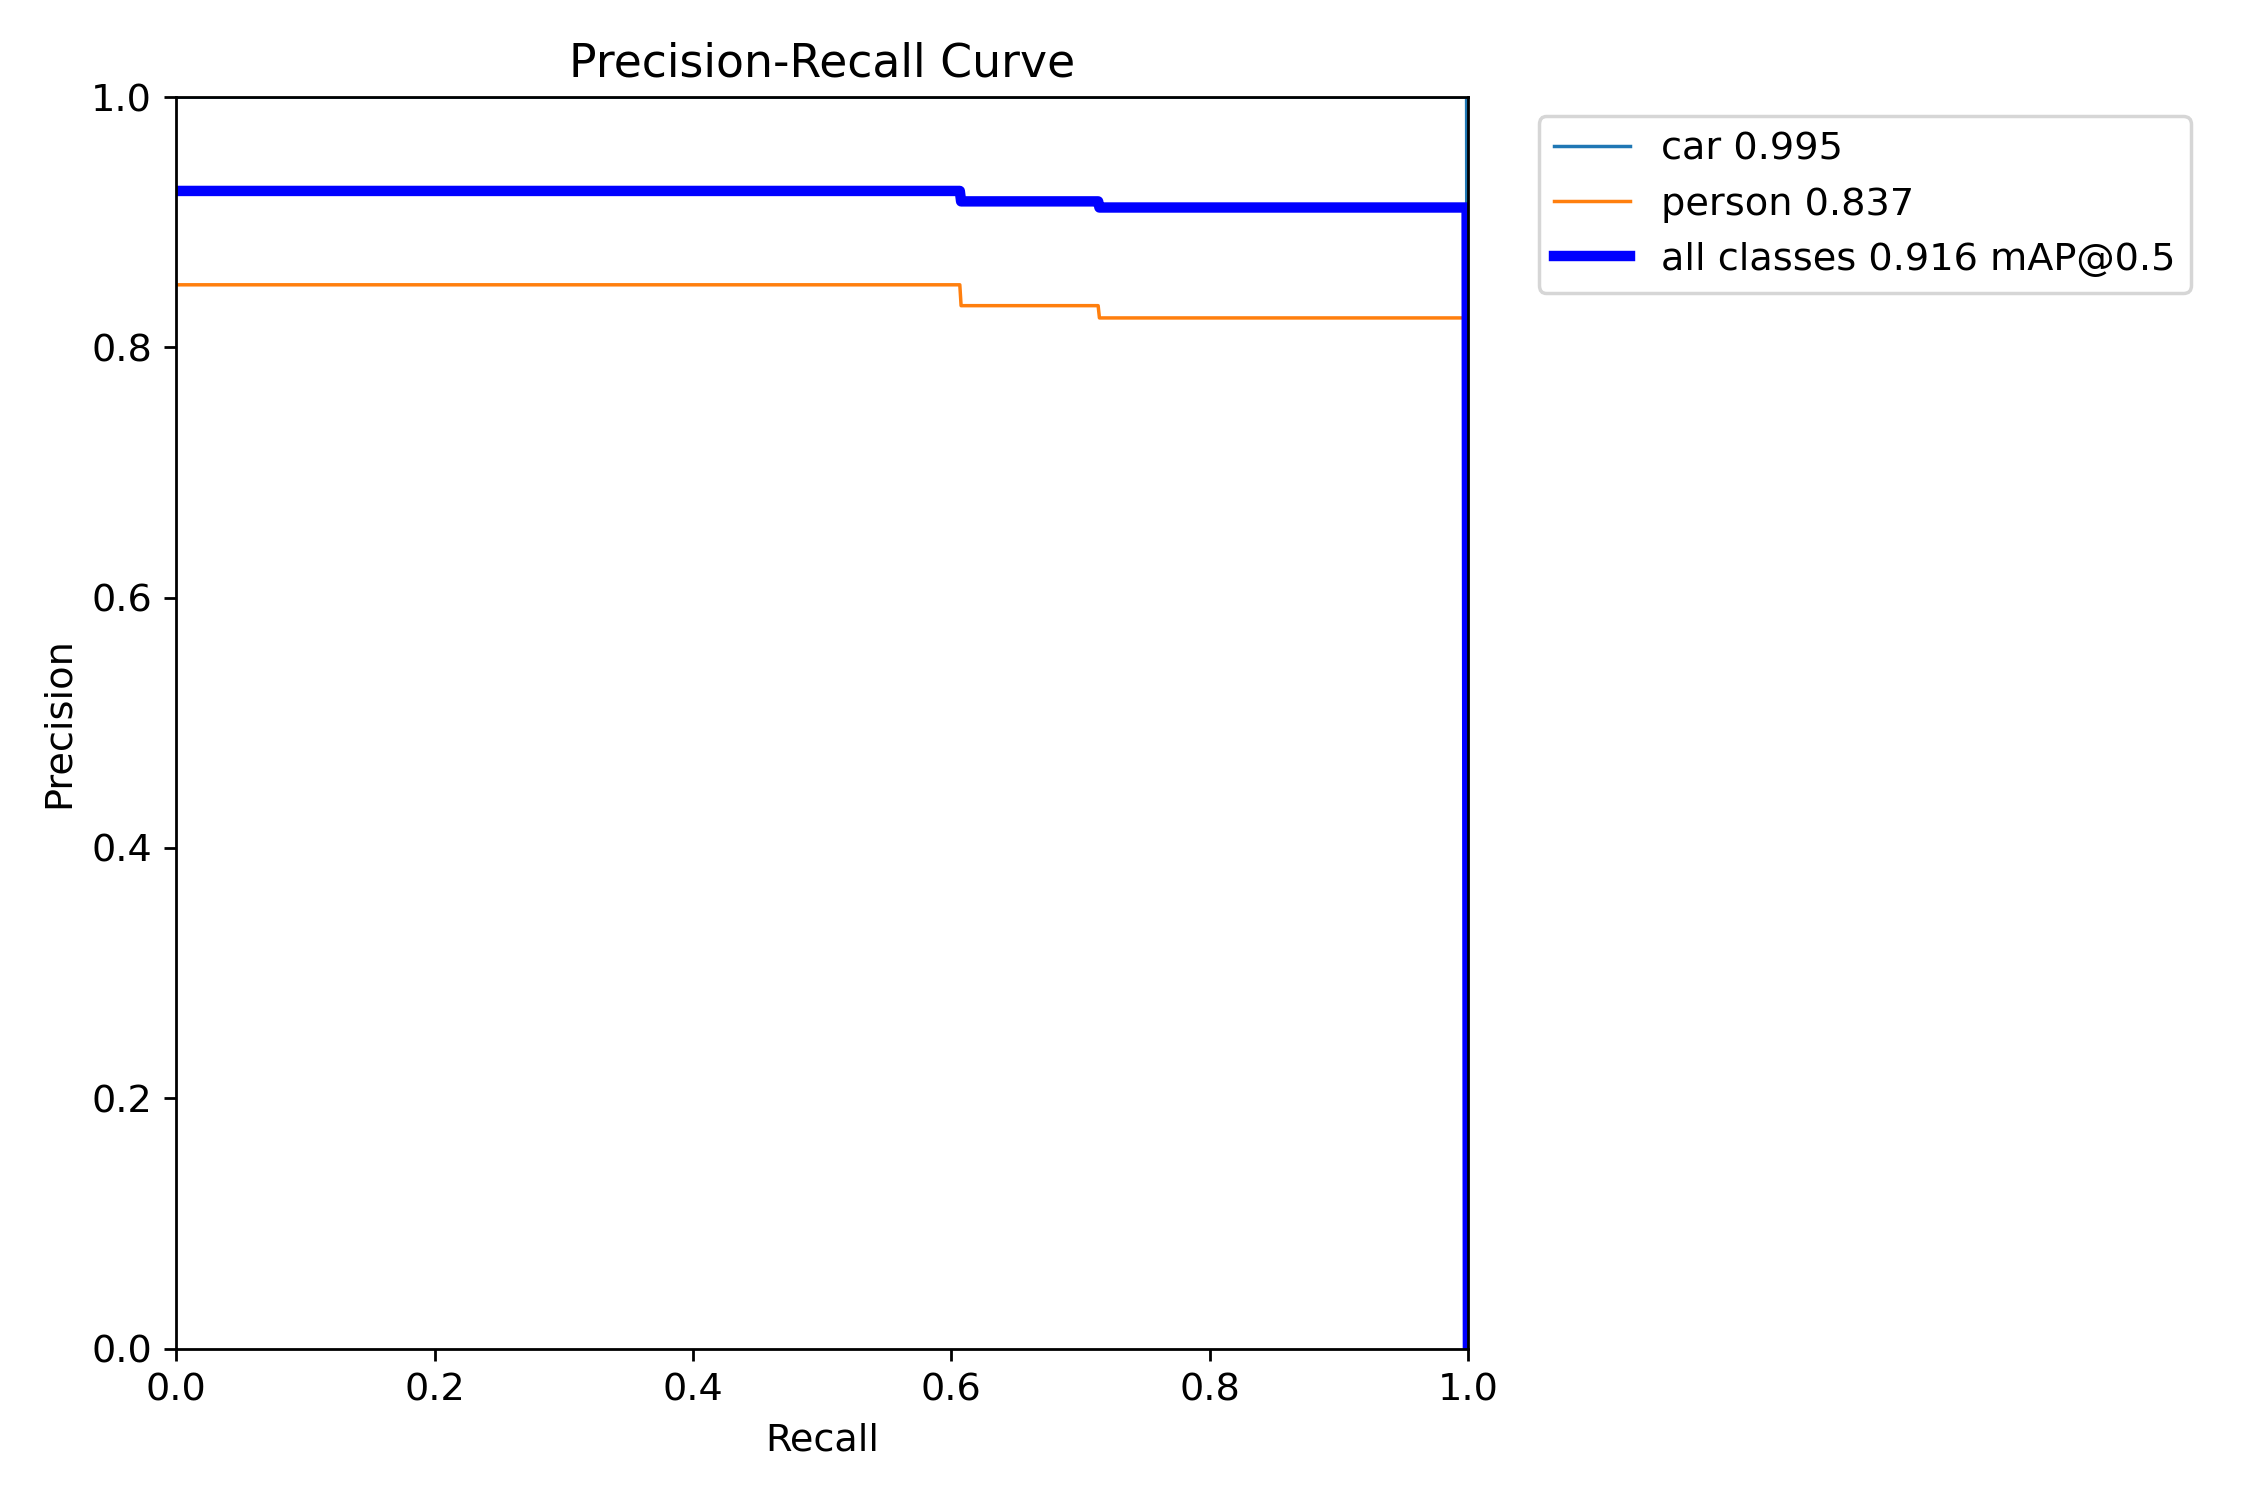 Precision-Recall Curve
1.0
0.8
0.6
0.4
0.2
0.0
Precision
0.0 0.2 0.4 0.6 0.8 1.0
Recall
car 0.995
person 0.837
all classes 0.916 mAP@0.5